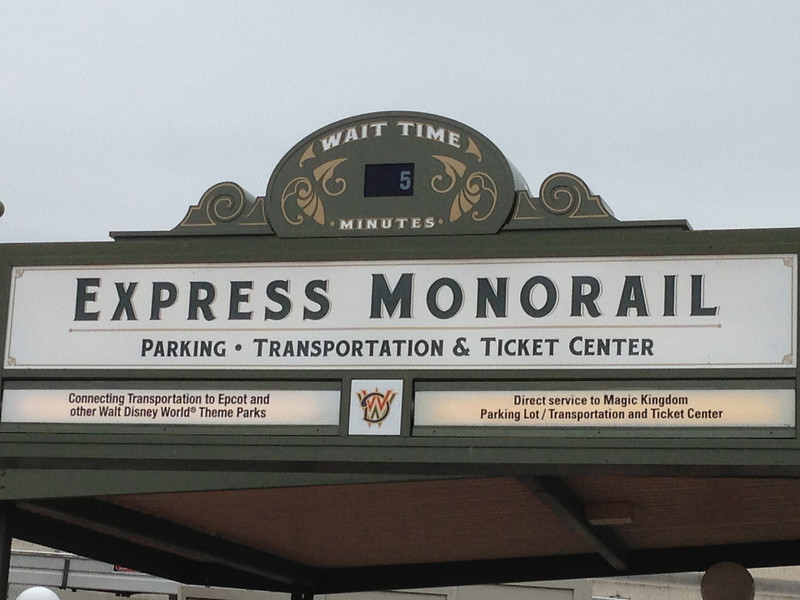 WAIT TIME
5
MINUTES
EXPRESS MONORAIL
PARKING • TRANSPORTATION & TICKET CENTER
Connecting Transportation to Epcot and
other Walt Disney World® Theme Parks
Direct service to Magic Kingdom
Parking Lot / Transportation and Ticket Center